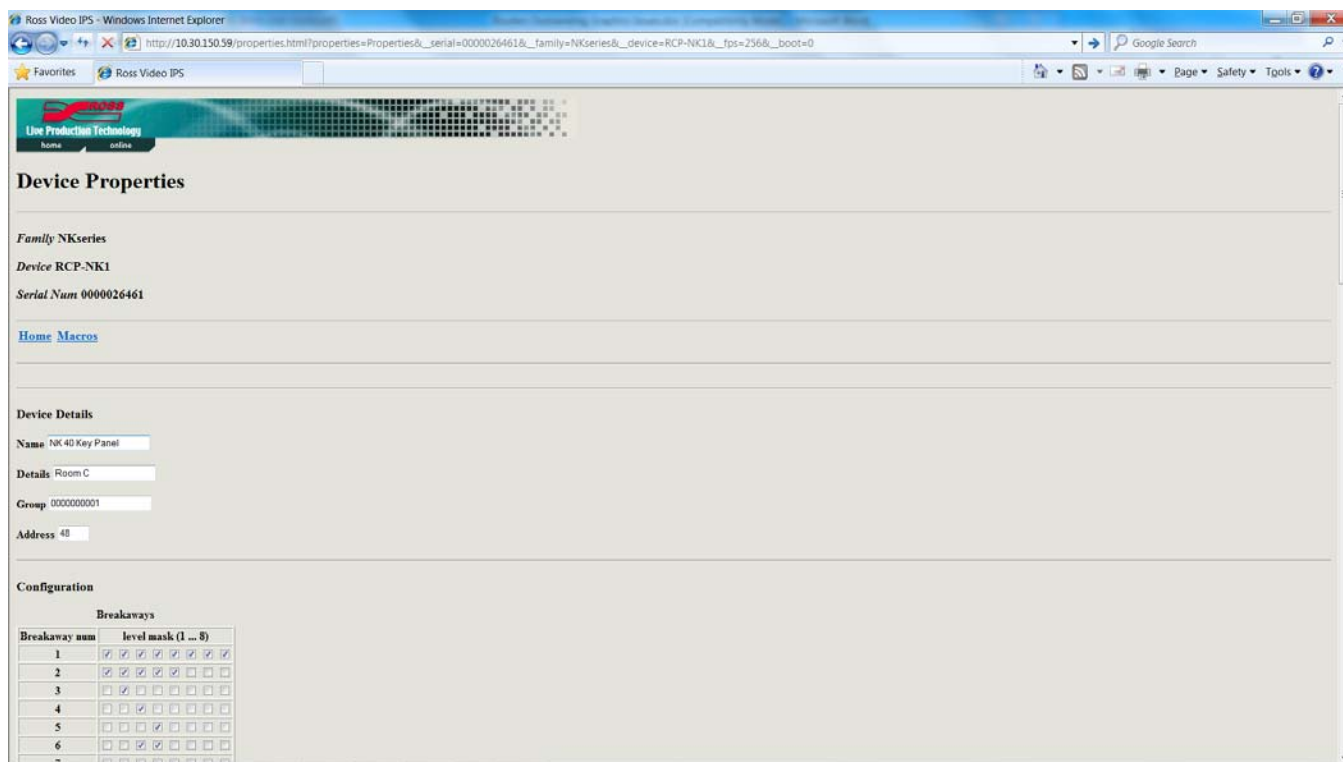 Ross Video IPS - Windows Internet Explorer
http://10.30.150.59/properties.html?properties=Properties&_serial=0000026461&_family=NKseries&_device=RCP-NK1&_fps=256&_boot=0
Google Search
Favorites Ross Video IPS
Page Safety Tools
ROSS
Live Production Technology
home online
Device Properties
Family NKseries
Device RCP-NK1
Serial Num 0000026461
Home Macros
Device Details
Name NK 40 Key Panel
Details Room C
Group 0000000001
Address 48
Configuration
Breakaways
Breakaway num level mask (1 ... 8)
1
2
3
4
5
6